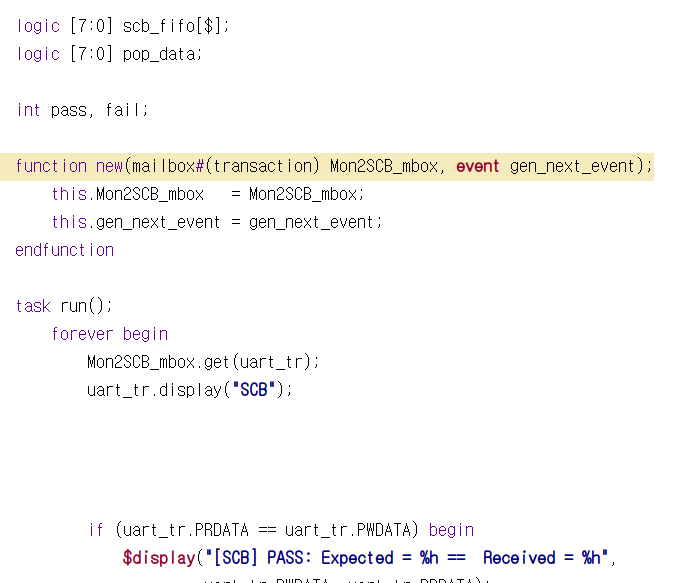 logic [7:0] scb_fifo[$];
logic [7:0] pop_data;
int pass, fail;
function new(mailbox#(transaction) Mon2SCB_mbox, event gen_next_event);
this.Mon2SCB_mbox = Mon2SCB_mbox;
this.gen_next_event = gen_next_event;
endfunction
task run();
forever begin
Mon2SCB_mbox.get(uart_tr);
uart_tr.display("SCB");
if (uart_tr.PRDATA == uart_tr.PWDATA) begin
$display("[SCB] PASS: Expected = %h == Received = %h",